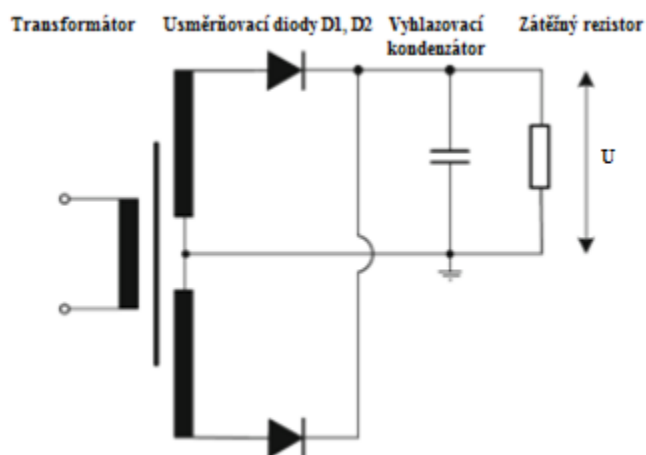 Transformátor
Usměrňovací diody D1, D2
Vyhlazovací
kondenzátor
Zátěžný rezistor
U